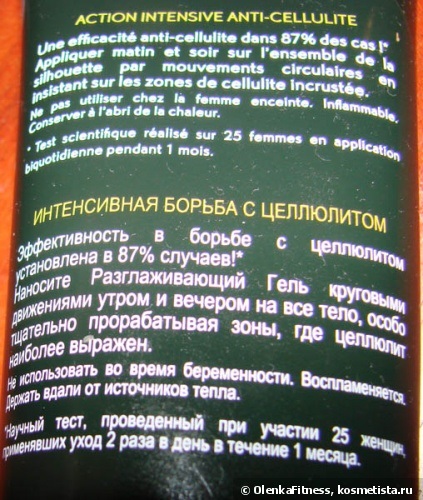 ACTION INTENSIVE ANTI-CELLULITE
Une efficacité anti-cellulite dans 87% des cas !*
Appliquer matin et soir sur l'ensemble de la
silhouette par mouvements circulaires en
insistant sur les zones de cellulite incrustée.
Ne pas utiliser chez la femme enceinte. Inflammable.
Conserver à l'abri de la chaleur.
* Test scientifique réalisé sur 25 femmes en application
biquotidienne pendant 1 mois.
ИНТЕНСИВНАЯ БОРЬБА С ЦЕЛЛЮЛИТОМ
Эффективность в борьбе с целлюлитом
установлена в 87% случаев!*
Наносите Разглаживающий Гель круговыми
движениями утром и вечером на все тело, особо
тщательно прорабатывая зоны, где целлюлит
наиболее выражен.
Не использовать во время беременности. Воспламеняется.
Держать вдали от источников тепла.
*Научный тест, проведенный при участии 25 женщин,
применявших уход 2 раза в день в течение 1 месяца.
© OlenkaFitness, kosmetista.ru